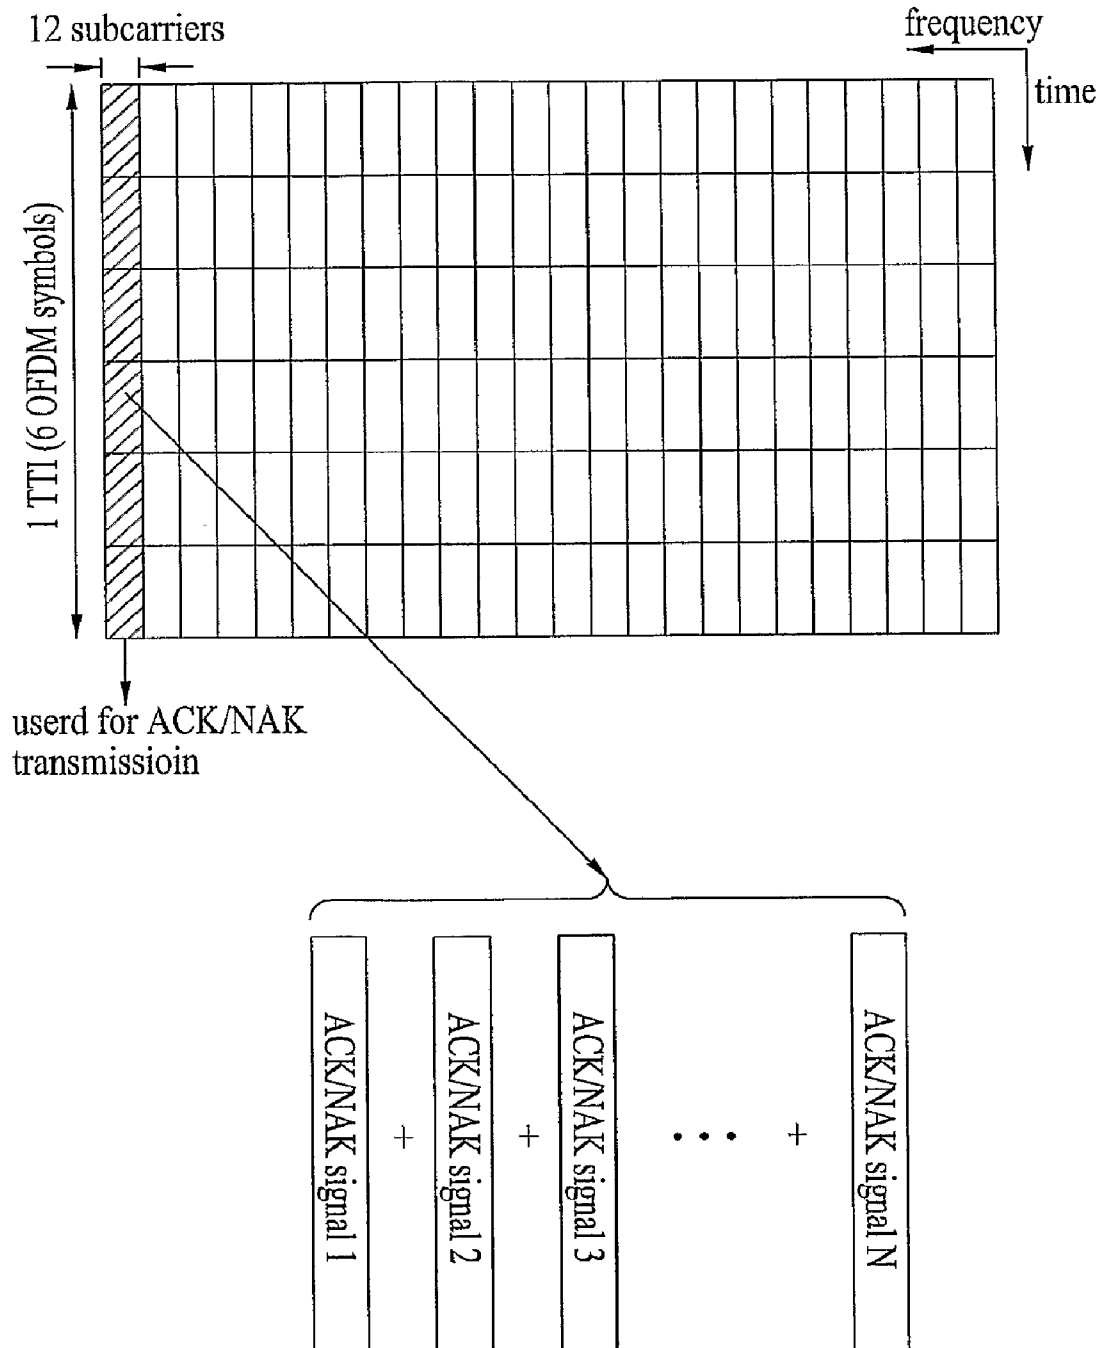 12 subcarriers
frequency
time
1 TTI (6 OFDM symbols)
userd for ACK/NAK
transmissioin
ACK/NAK signal 1
+
ACK/NAK signal 2
+
ACK/NAK signal 3
• • •
+
ACK/NAK signal N